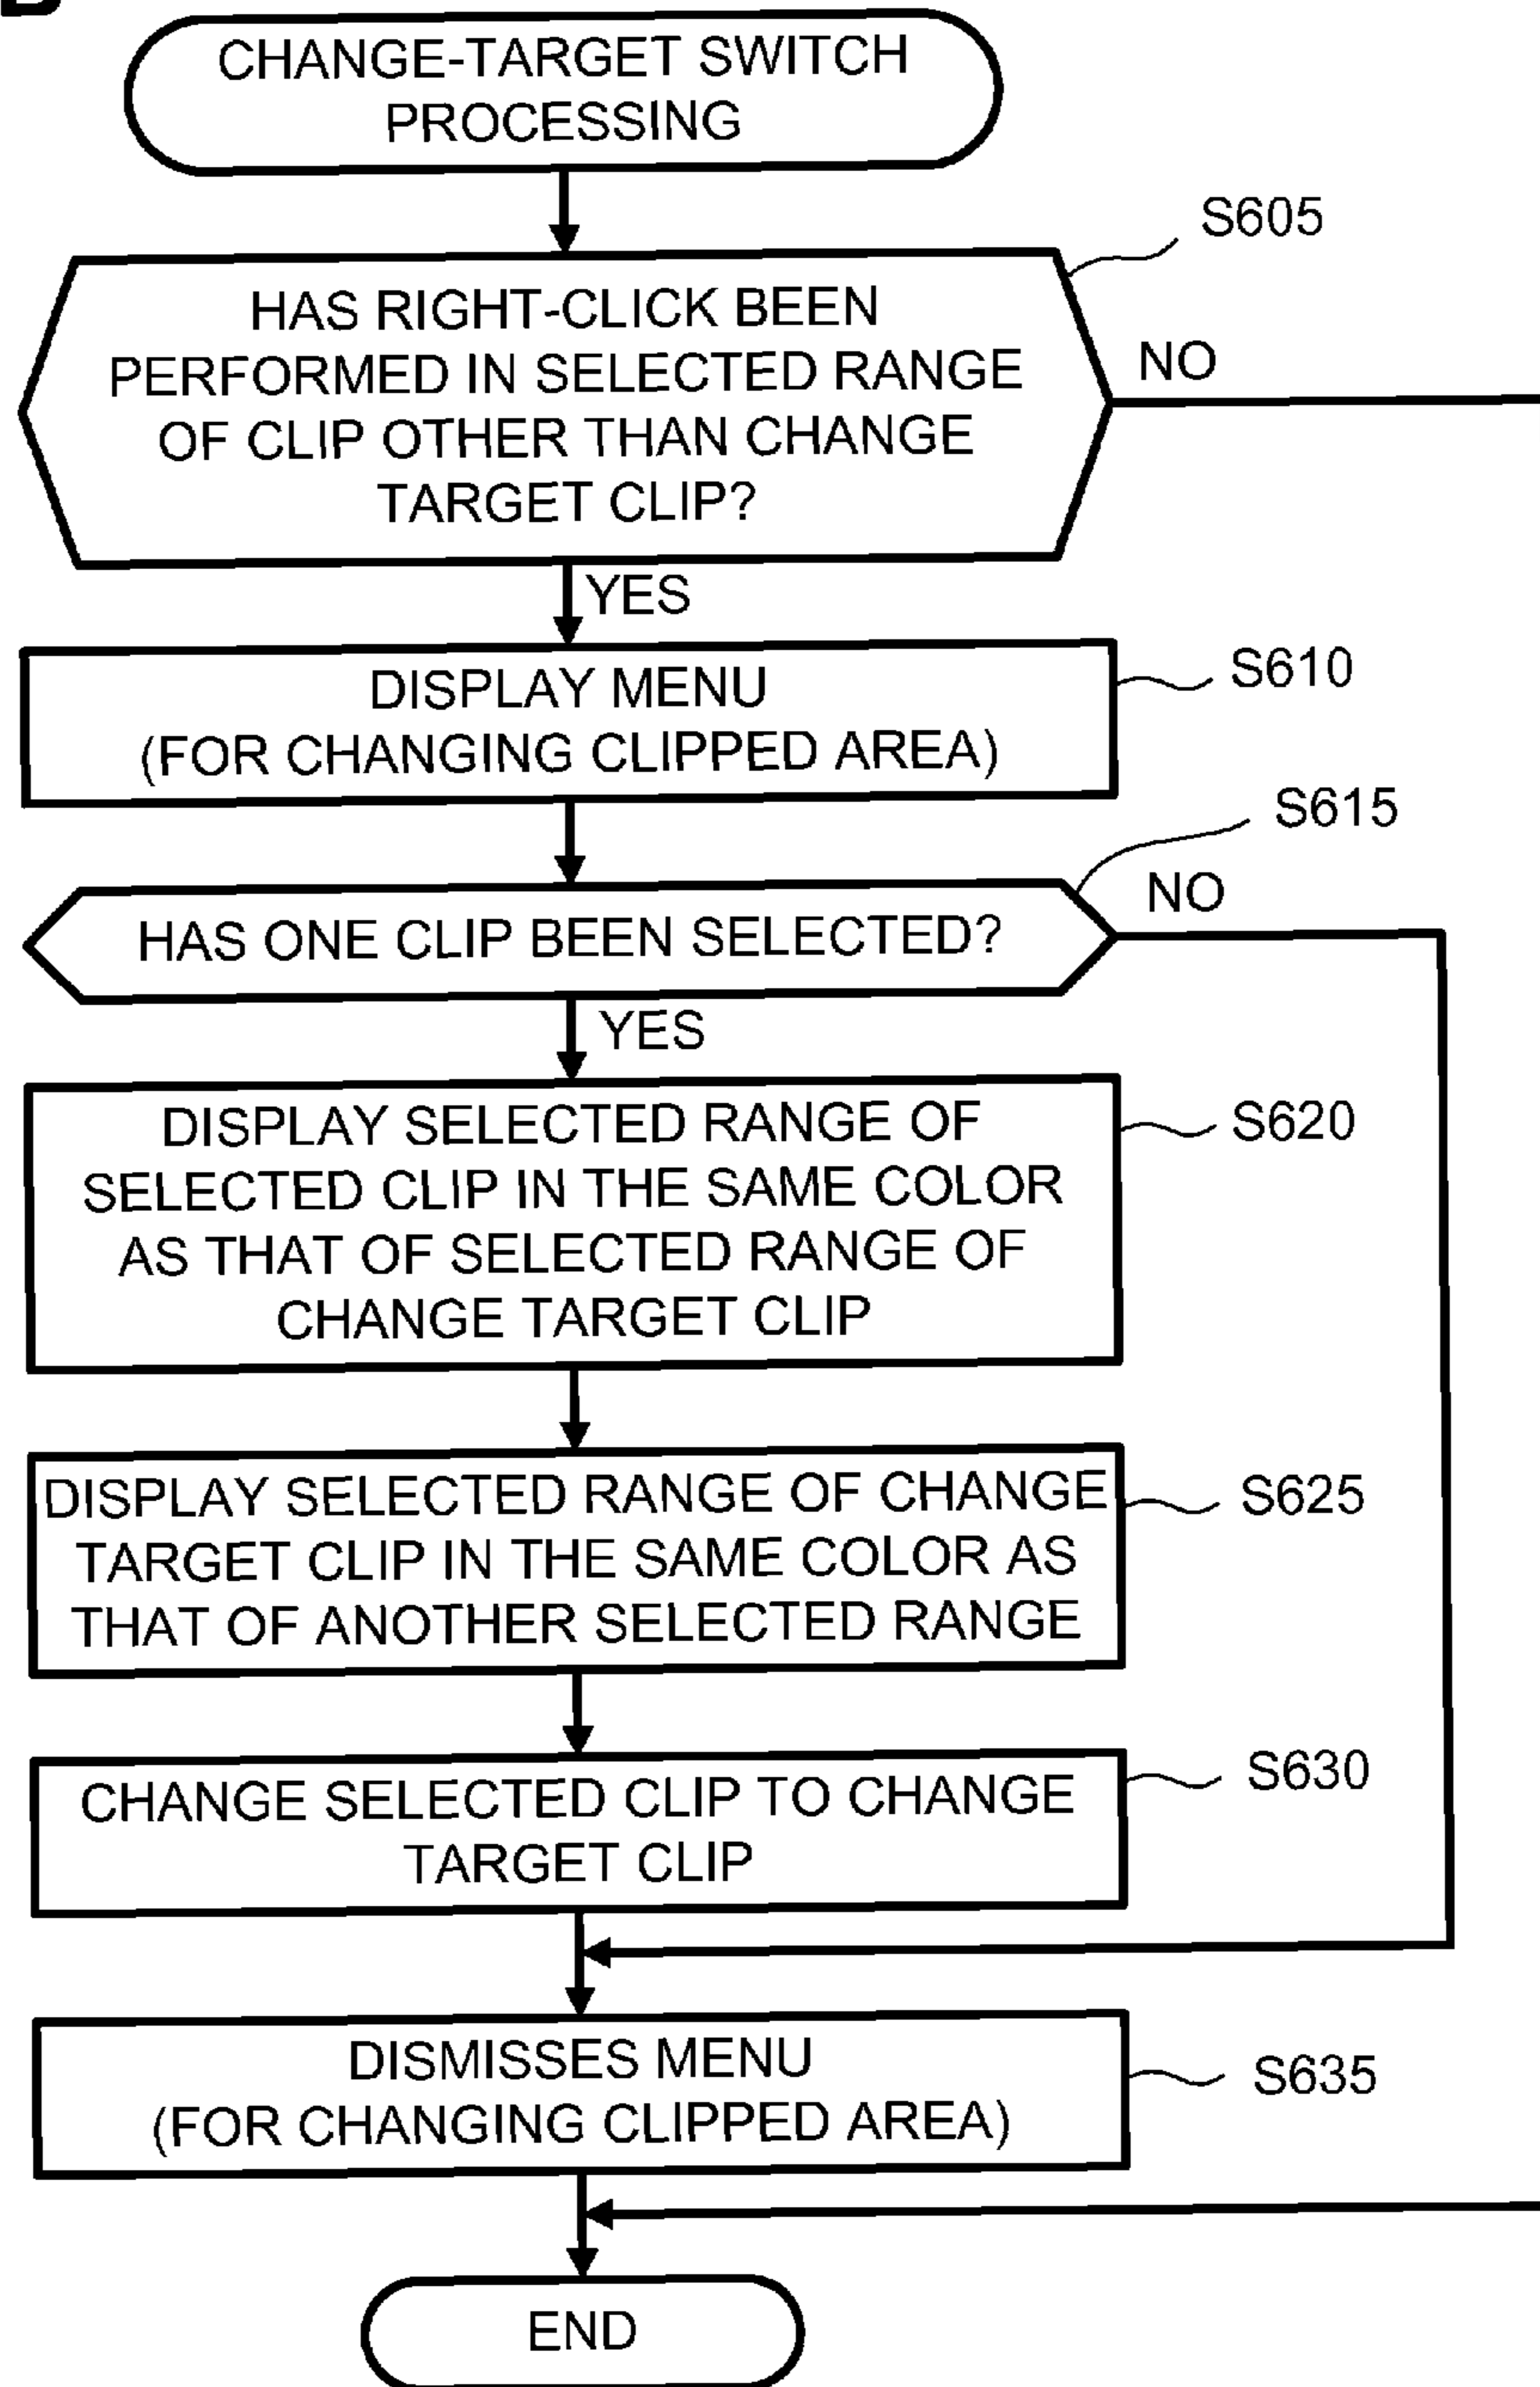 CHANGE-TARGET SWITCH
PROCESSING
S605
HAS RIGHT-CLICK BEEN
PERFORMED IN SELECTED RANGE
OF CLIP OTHER THAN CHANGE
TARGET CLIP?
NO
YES
S610
DISPLAY MENU
(FOR CHANGING CLIPPED AREA)
S615
NO
HAS ONE CLIP BEEN SELECTED?
YES
S620
DISPLAY SELECTED RANGE OF
SELECTED CLIP IN THE SAME COLOR
AS THAT OF SELECTED RANGE OF
CHANGE TARGET CLIP
S625
DISPLAY SELECTED RANGE OF CHANGE
TARGET CLIP IN THE SAME COLOR AS
THAT OF ANOTHER SELECTED RANGE
S630
CHANGE SELECTED CLIP TO CHANGE
TARGET CLIP
DISMISSES MENU
(FOR CHANGING CLIPPED AREA)
S635
END